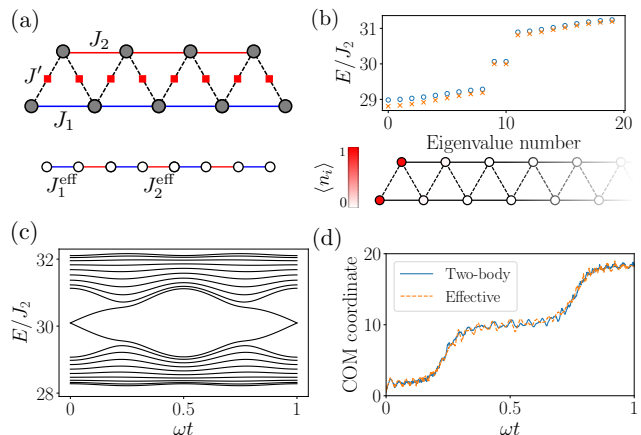 (a)
J₂
J′
J₁
J₁ᵉᶠᶠ
J₂ᵉᶠᶠ
(b)
E/J₂
31
30
29
0
10
20
Eigenvalue number
⟨nᵢ⟩
1
0
(c)
E/J₂
32
30
28
0
0.5
1
ωt
(d)
COM coordinate
20
10
0
Two-body
Effective
0
0.5
1
ωt